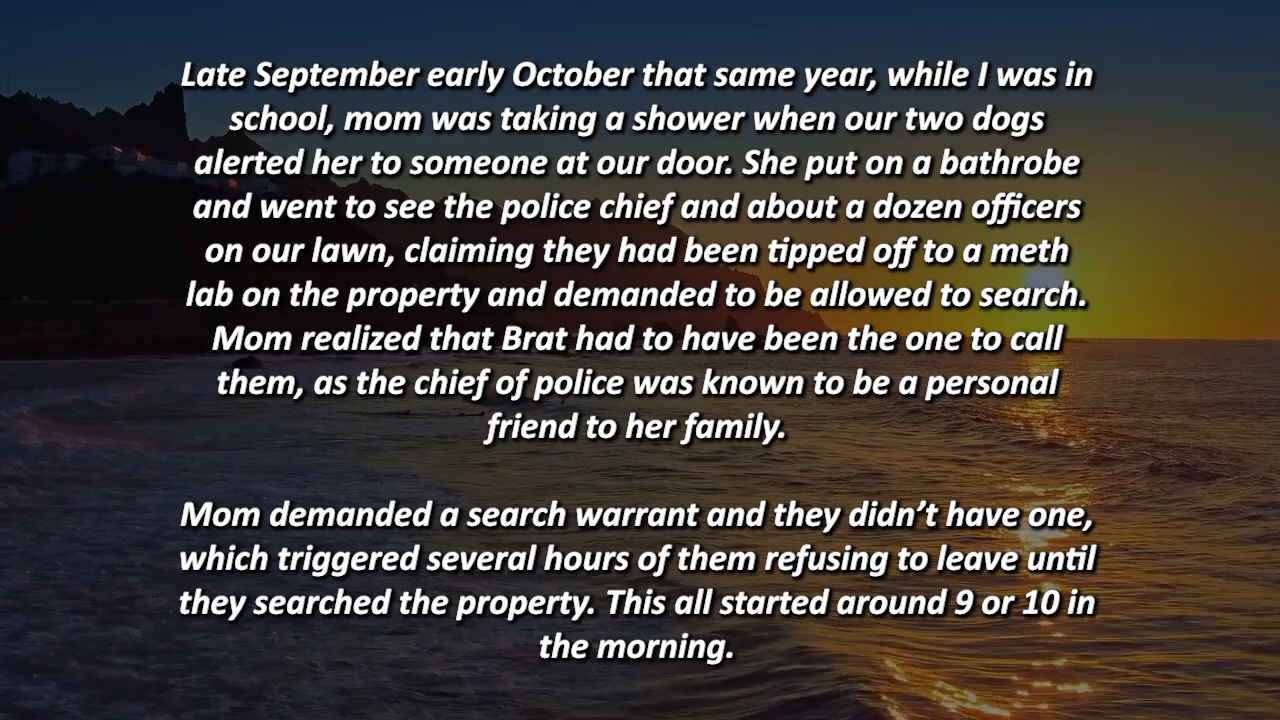 Late September early October that same year, while I was in
school, mom was taking a shower when our two dogs
alerted her to someone at our door. She put on a bathrobe
and went to see the police chief and about a dozen officers
on our lawn, claiming they had been tipped off to a meth
lab on the property and demanded to be allowed to search.
Mom realized that Brat had to have been the one to call
them, as the chief of police was known to be a personal
friend to her family.
Mom demanded a search warrant and they didn’t have one,
which triggered several hours of them refusing to leave until
they searched the property. This all started around 9 or 10 in
the morning.